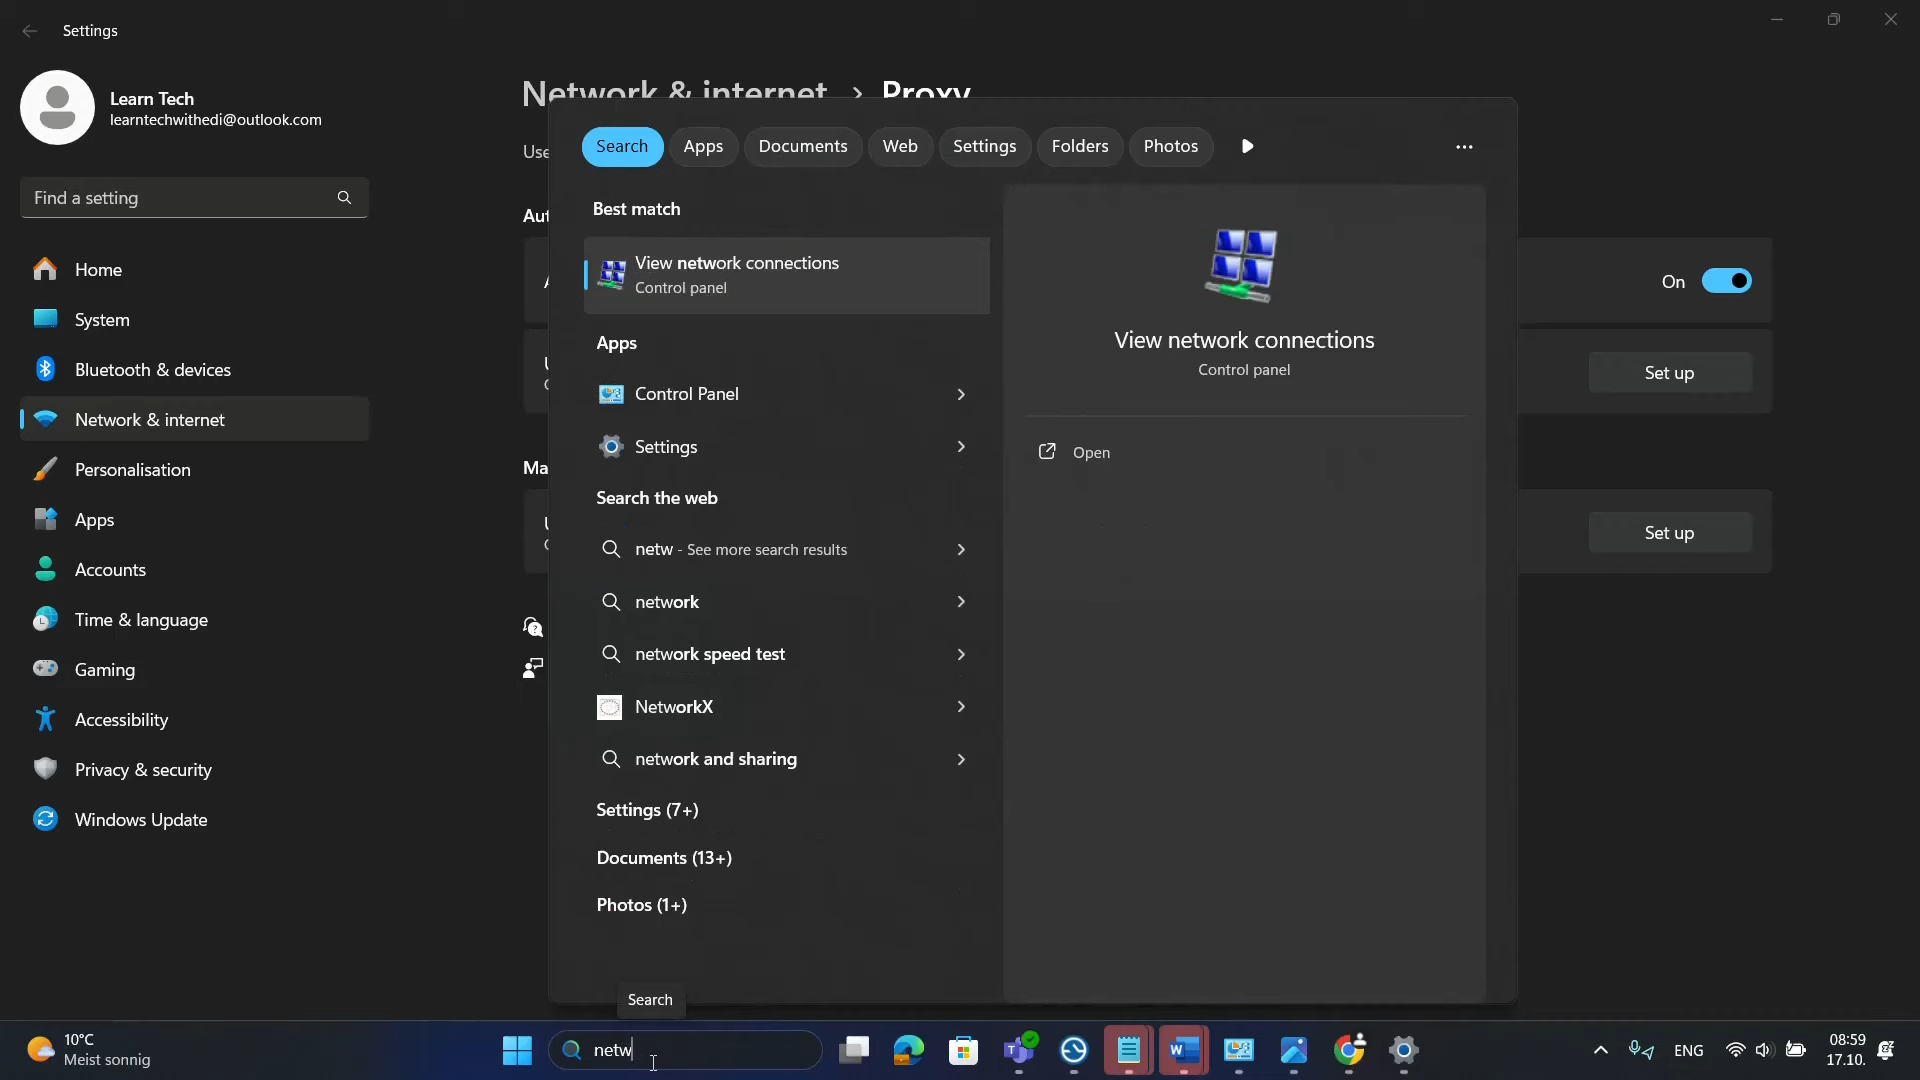 Settings
Learn Tech
learntechwithedi@outlook.com
Find a setting
Home
System
Bluetooth & devices
Network & internet
Personalisation
Apps
Accounts
Time & language
Gaming
Accessibility
Privacy & security
Windows Update
Network & internet > Proxy
Use
Aut
On
Set up
Ma
Set up
Search Apps Documents Web Settings Folders Photos
Best match
View network connections
Control panel
Apps
Control Panel
Settings
Search the web
netw - See more search results
network
network speed test
NetworkX
network and sharing
Settings (7+)
Documents (13+)
Photos (1+)
View network connections
Control panel
Open
Search
10°C
Meist sonnig
netw
ENG
08:59
17.10.